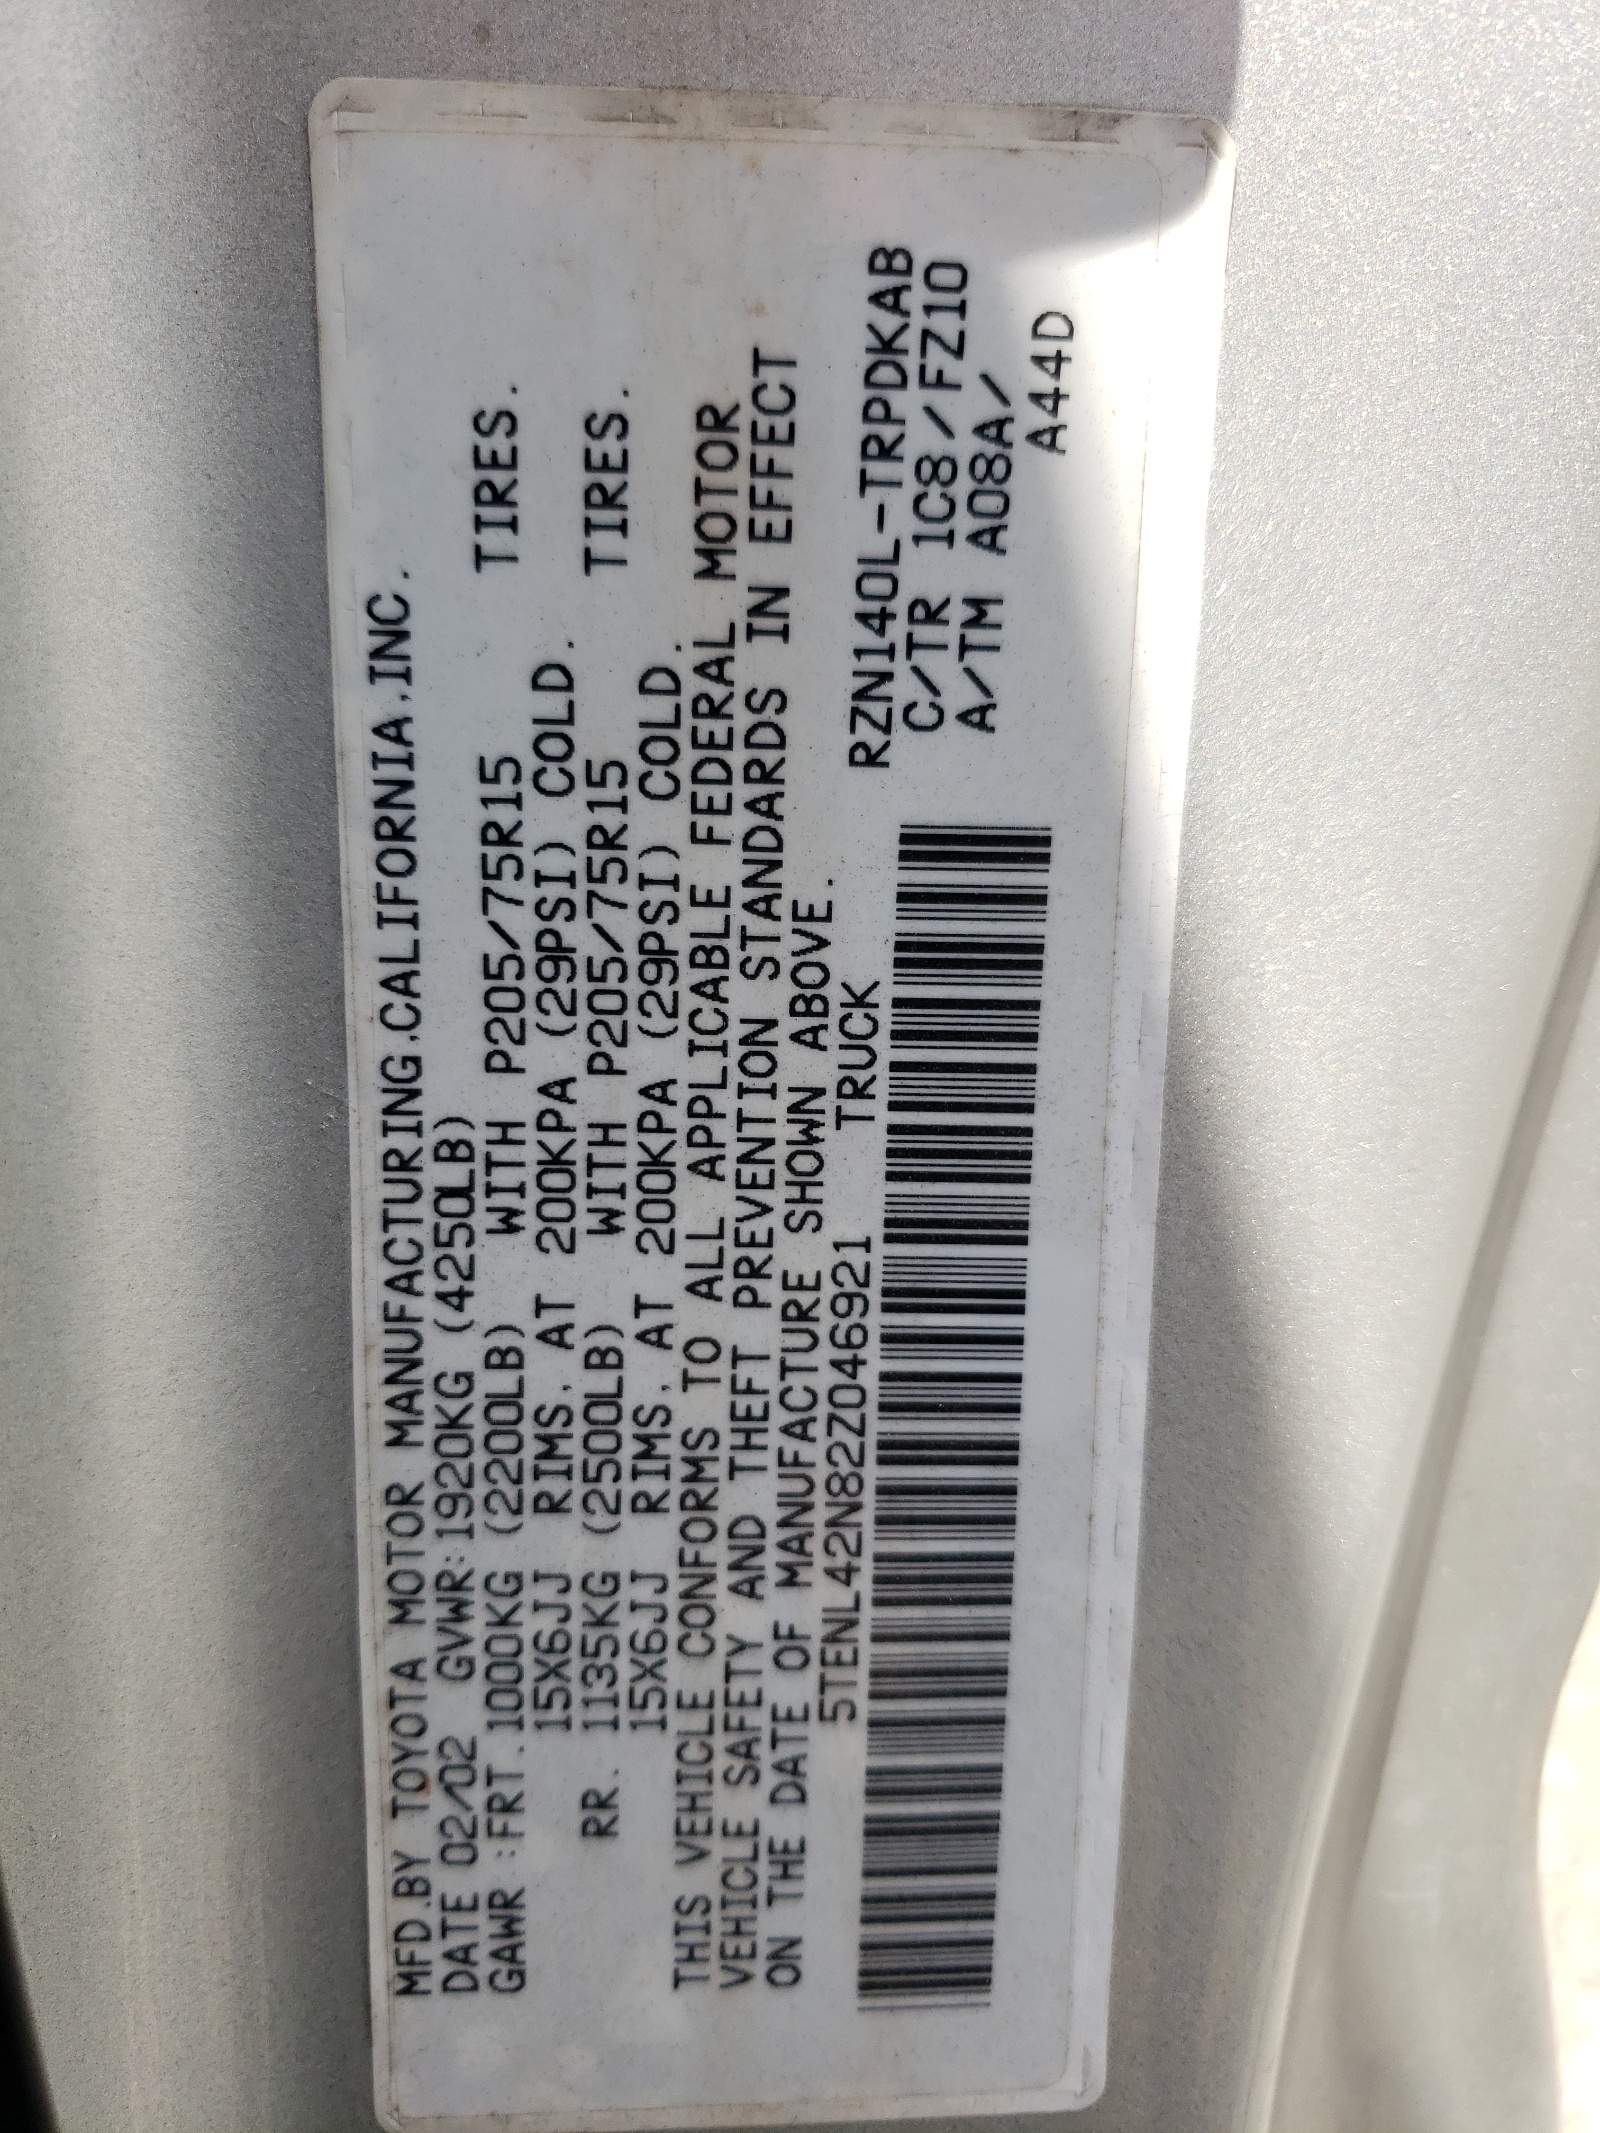 MFD.BY TOYOTA MOTOR MANUFACTURING,CALIFORNIA,INC.
DATE 02/02 GVWR:1920KG (4250LB)
GAWR :FRT.1000KG (2200LB) WITH P205/75R15 TIRES.
15X6JJ RIMS, AT 200KPA (29PSI) COLD.
RR. 1135KG (2500LB) WITH P205/75R15 TIRES.
15X6JJ RIMS, AT 200KPA (29PSI) COLD.
THIS VEHICLE CONFORMS TO ALL APPLICABLE FEDERAL MOTOR
VEHICLE SAFETY AND THEFT PREVENTION STANDARDS IN EFFECT
ON THE DATE OF MANUFACTURE SHOWN ABOVE.
5TENL42N82Z046921 TRUCK
RZN140L-TRPDKAB
C/TR 1C8/FZ10
A/TM A08A/
A44D